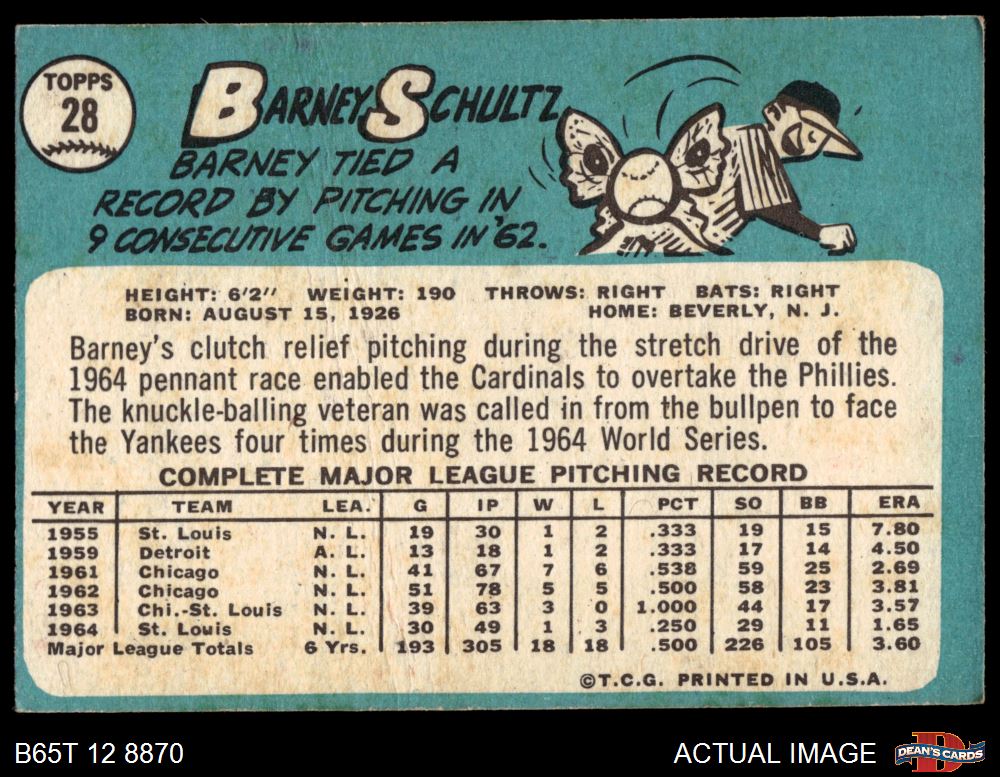 TOPPS
28
BARNEY SCHULTZ
BARNEY TIED A
RECORD BY PITCHING IN
9 CONSECUTIVE GAMES IN '62.
HEIGHT: 6'2" WEIGHT: 190 THROWS: RIGHT BATS: RIGHT
BORN: AUGUST 15, 1926 HOME: BEVERLY, N. J.
Barney's clutch relief pitching during the stretch drive of the
1964 pennant race enabled the Cardinals to overtake the Phillies.
The knuckle-balling veteran was called in from the bullpen to face
the Yankees four times during the 1964 World Series.
COMPLETE MAJOR LEAGUE PITCHING RECORD
YEAR TEAM LEA. G IP W L PCT SO BB ERA
1955 St. Louis N. L. 19 30 1 2 .333 19 15 7.80
1959 Detroit A. L. 13 18 1 2 .333 17 14 4.50
1961 Chicago N. L. 41 67 7 6 .538 59 25 2.69
1962 Chicago N. L. 51 78 5 5 .500 58 23 3.81
1963 Chi.-St. Louis N. L. 39 63 3 0 1.000 44 17 3.57
1964 St. Louis N. L. 30 49 1 3 .250 29 11 1.65
Major League Totals 6 Yrs. 193 305 18 18 .500 226 105 3.60
©T.C.G. PRINTED IN U.S.A.
B65T 12 8870 ACTUAL IMAGE
D
DEAN'S CARDS